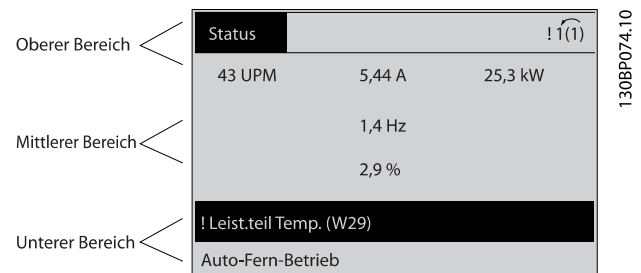 Status
! 1(1)
Oberer Bereich
43 UPM 5,44 A 25,3 kW
1,4 Hz
Mittlerer Bereich
2,9 %
! Leist.teil Temp. (W29)
Unterer Bereich
Auto-Fern-Betrieb
130BP074.10